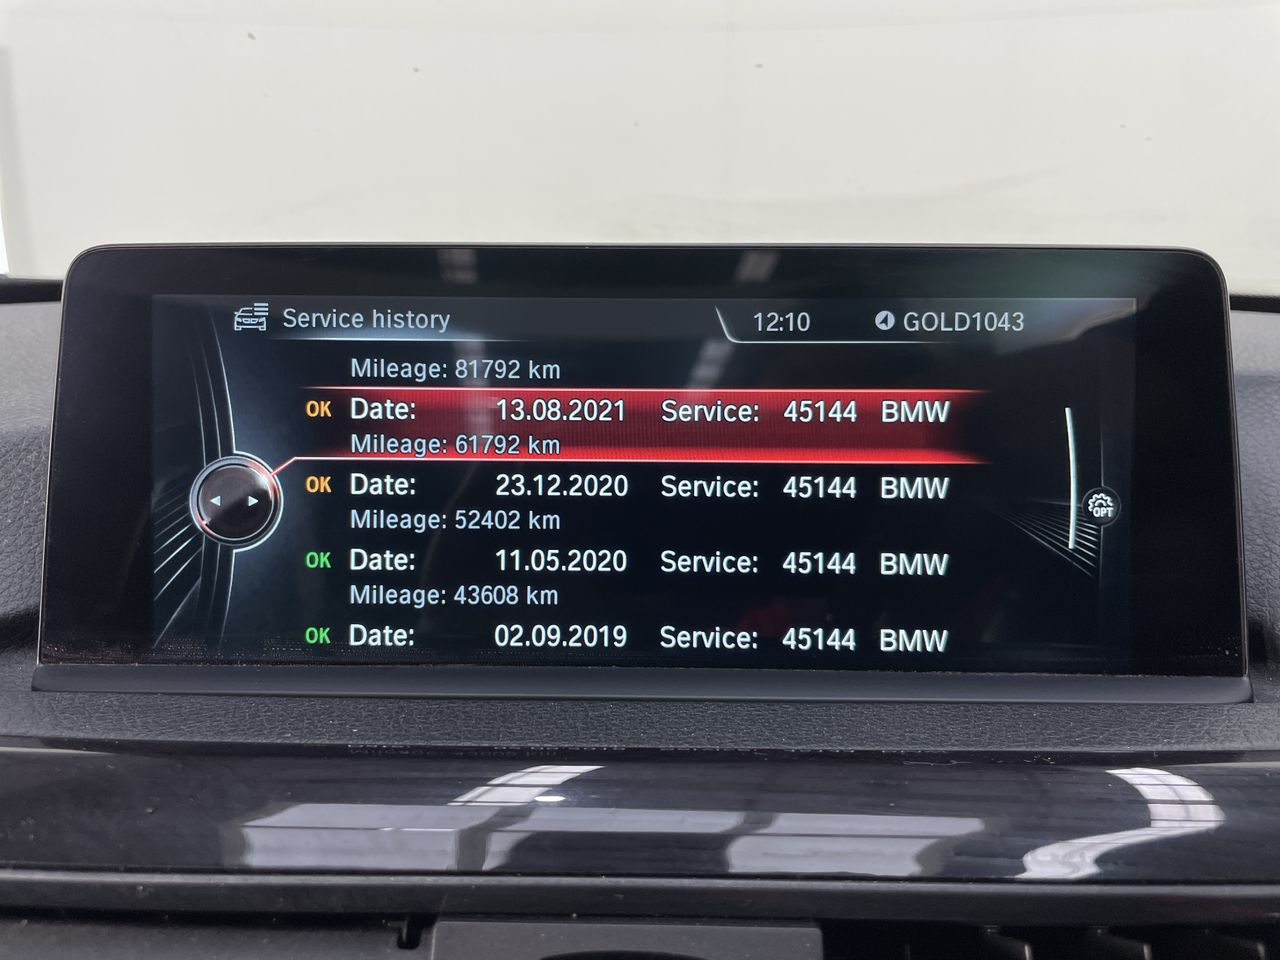 Service history 12:10 GOLD1043
Mileage: 81792 km
OK Date: 13.08.2021 Service: 45144 BMW
Mileage: 61792 km
OK Date: 23.12.2020 Service: 45144 BMW
Mileage: 52402 km
OK Date: 11.05.2020 Service: 45144 BMW
OPT
Mileage: 43608 km
OK Date: 02.09.2019 Service: 45144 BMW